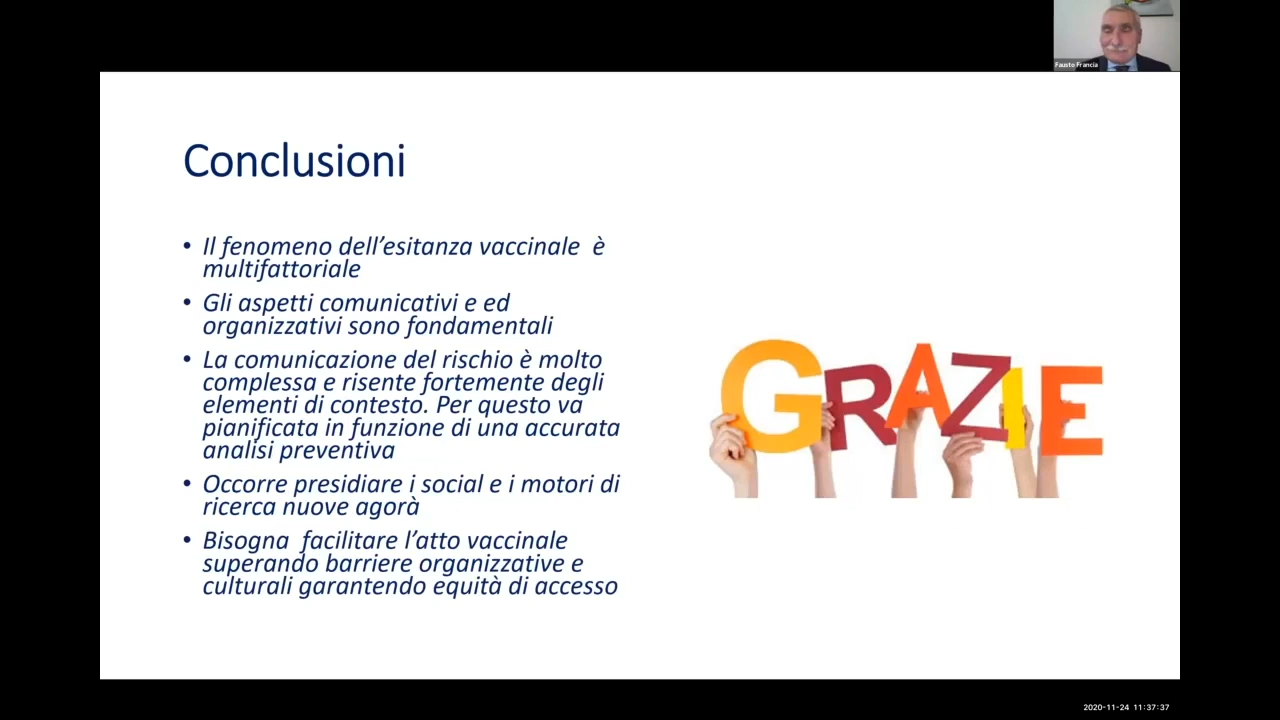 Fausto Francia
Conclusioni
• Il fenomeno dell’esitanza vaccinale  è
multifattoriale
• Gli aspetti comunicativi e ed
organizzativi sono fondamentali
• La comunicazione del rischio è molto
complessa e risente fortemente degli
elementi di contesto. Per questo va
pianificata in funzione di una accurata
analisi preventiva
• Occorre presidiare i social e i motori di
ricerca nuove agorà
• Bisogna  facilitare l’atto vaccinale
superando barriere organizzative e
culturali garantendo equità di accesso
GRAZIE
2020-11-24 11:37:37